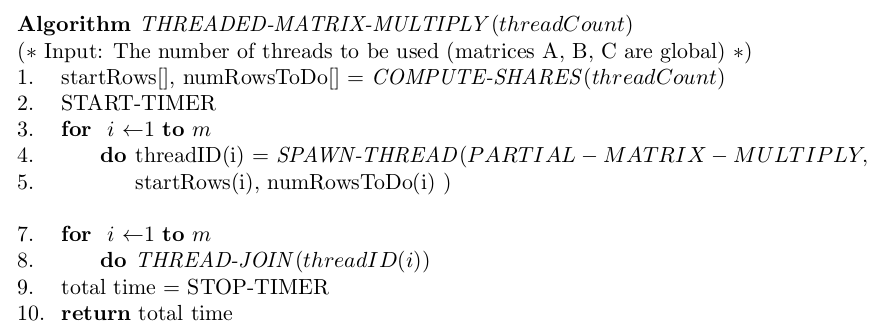 Algorithm THREADED-MATRIX-MULTIPLY(threadCount)
(∗ Input: The number of threads to be used (matrices A, B, C are global) ∗)
1. startRows[], numRowsToDo[] = COMPUTE-SHARES(threadCount)
2. START-TIMER
3. for i ←1 to m
4. do threadID(i) = SPAWN-THREAD(PARTIAL − MATRIX − MULTIPLY,
5. startRows(i), numRowsToDo(i) )
7. for i ←1 to m
8. do THREAD-JOIN(threadID(i))
9. total time = STOP-TIMER
10. return total time